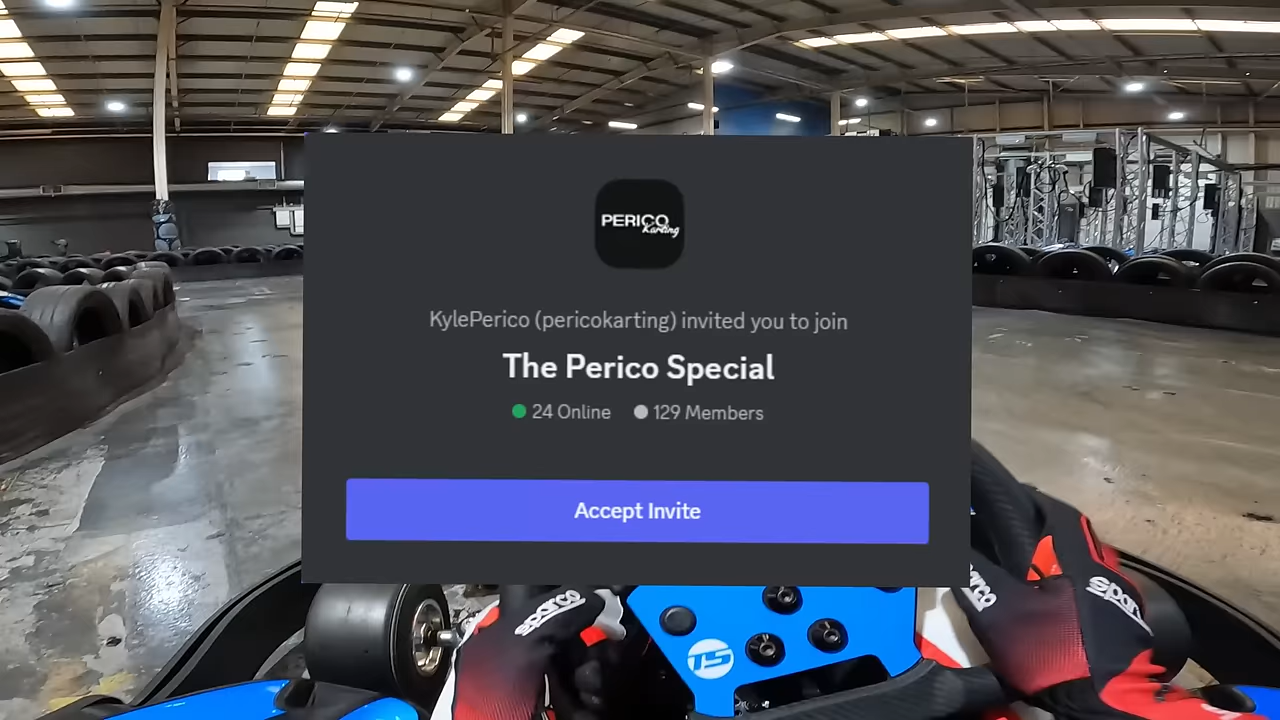 PERICO
Karting
KylePerico (pericokarting) invited you to join
The Perico Special
24 Online 129 Members
Accept Invite
sparco
sparco
TS